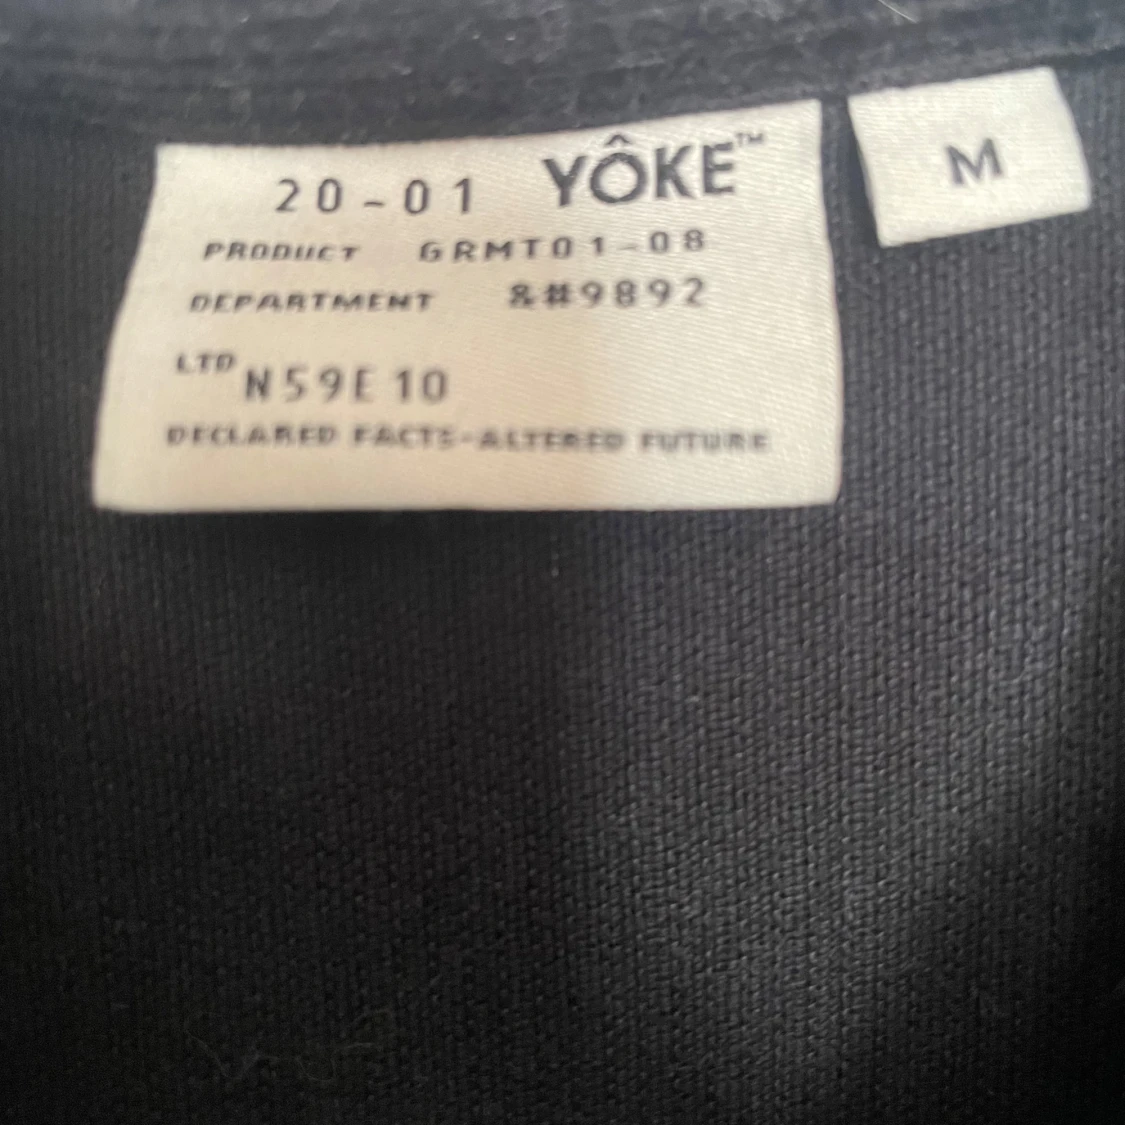 20-01 YÔKE™
PRODUCT GRMT01-08
DEPARTMENT &#9892
LTD N59E10
DECLARED FACTS-ALTERED FUTURE
M